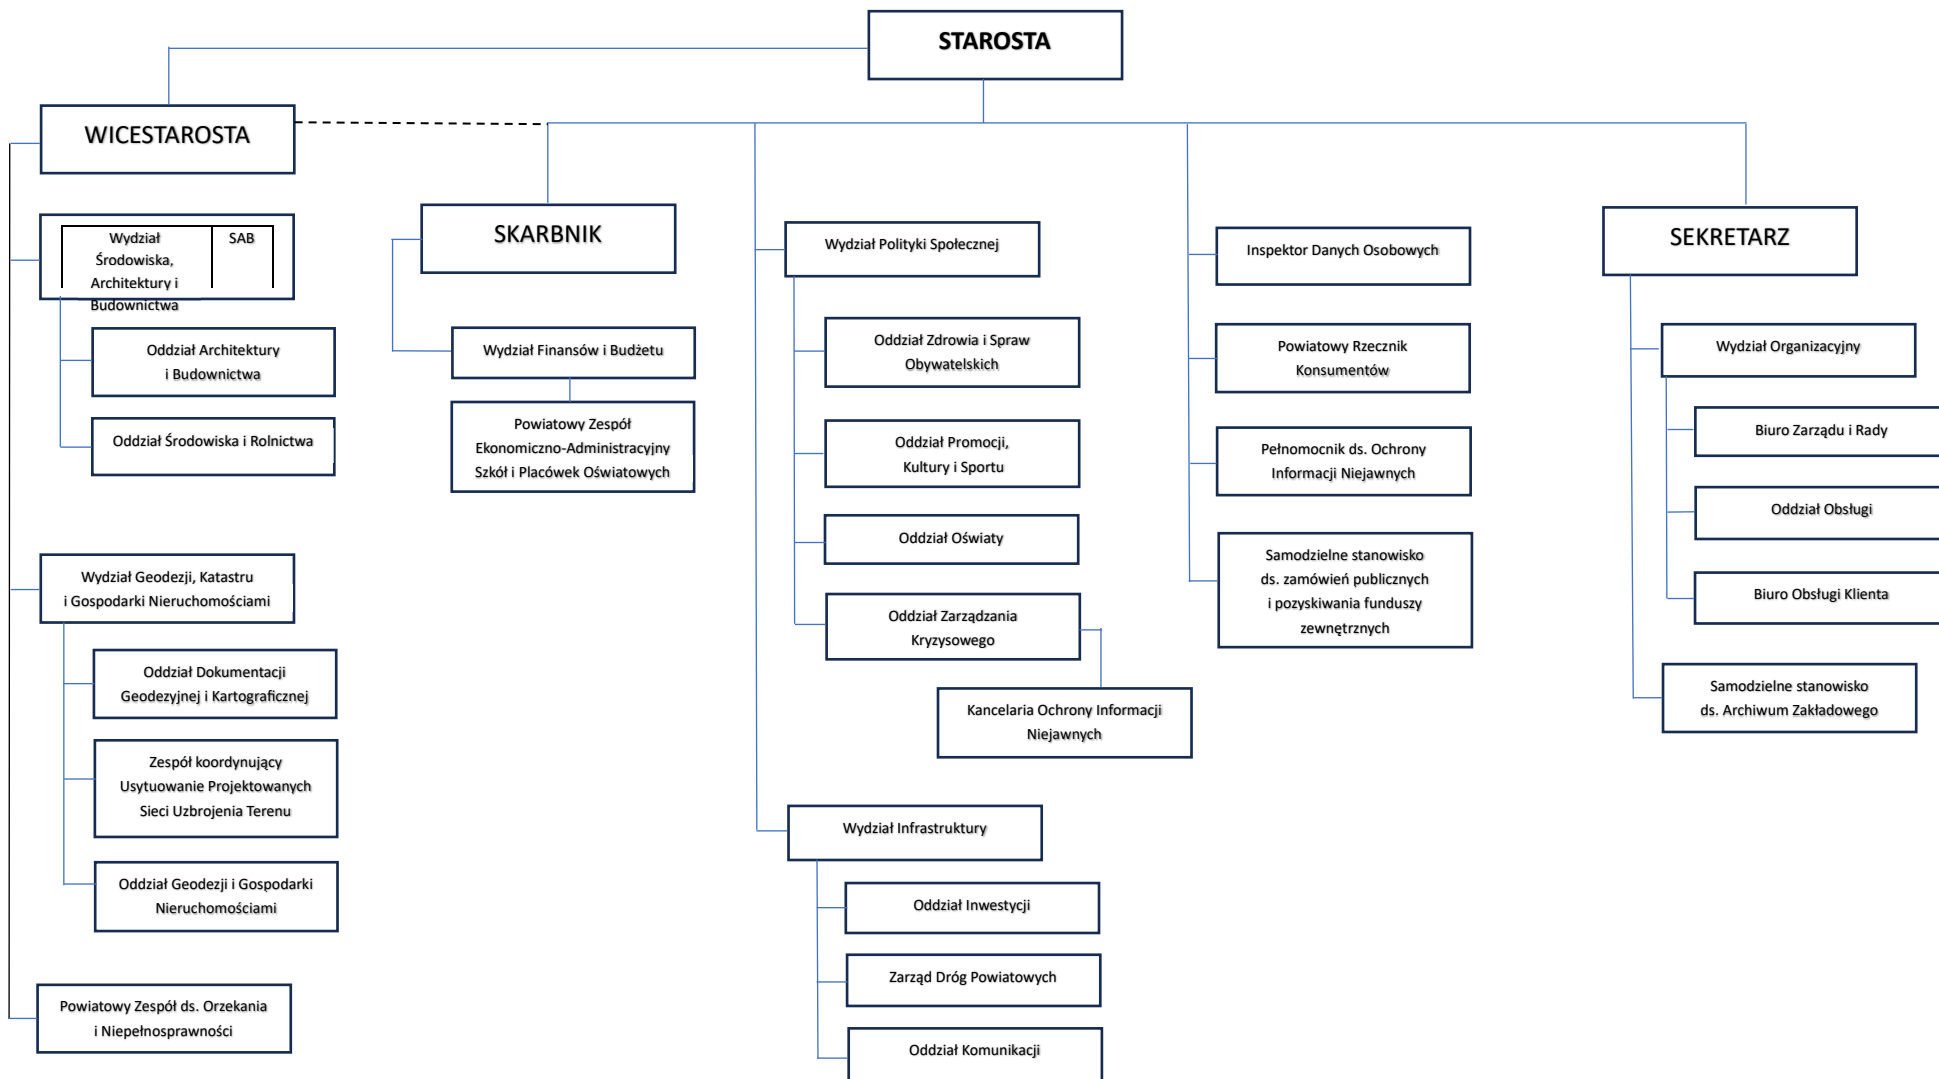 STAROSTA
WICESTAROSTA
Wydział
Środowiska,
Architektury i
Budownictwa
SAB
Oddział Architektury
i Budownictwa
Oddział Środowiska i Rolnictwa
Wydział Geodezji, Katastru
i Gospodarki Nieruchomościami
Oddział Dokumentacji
Geodezyjnej i Kartograficznej
Zespół koordynujący
Usytuowanie Projektowanych
Sieci Uzbrojenia Terenu
Oddział Geodezji i Gospodarki
Nieruchomościami
Powiatowy Zespół ds. Orzekania
i Niepełnosprawności
SKARBNIK
Wydział Finansów i Budżetu
Powiatowy Zespół
Ekonomiczno-Administracyjny
Szkół i Placówek Oświatowych
Wydział Polityki Społecznej
Oddział Zdrowia i Spraw
Obywatelskich
Oddział Promocji,
Kultury i Sportu
Oddział Oświaty
Oddział Zarządzania
Kryzysowego
Kancelaria Ochrony Informacji
Niejawnych
Wydział Infrastruktury
Oddział Inwestycji
Zarząd Dróg Powiatowych
Oddział Komunikacji
Inspektor Danych Osobowych
Powiatowy Rzecznik
Konsumentów
Pełnomocnik ds. Ochrony
Informacji Niejawnych
Samodzielne stanowisko
ds. zamówień publicznych
i pozyskiwania funduszy
zewnętrznych
SEKRETARZ
Wydział Organizacyjny
Biuro Zarządu i Rady
Oddział Obsługi
Biuro Obsługi Klienta
Samodzielne stanowisko
ds. Archiwum Zakładowego